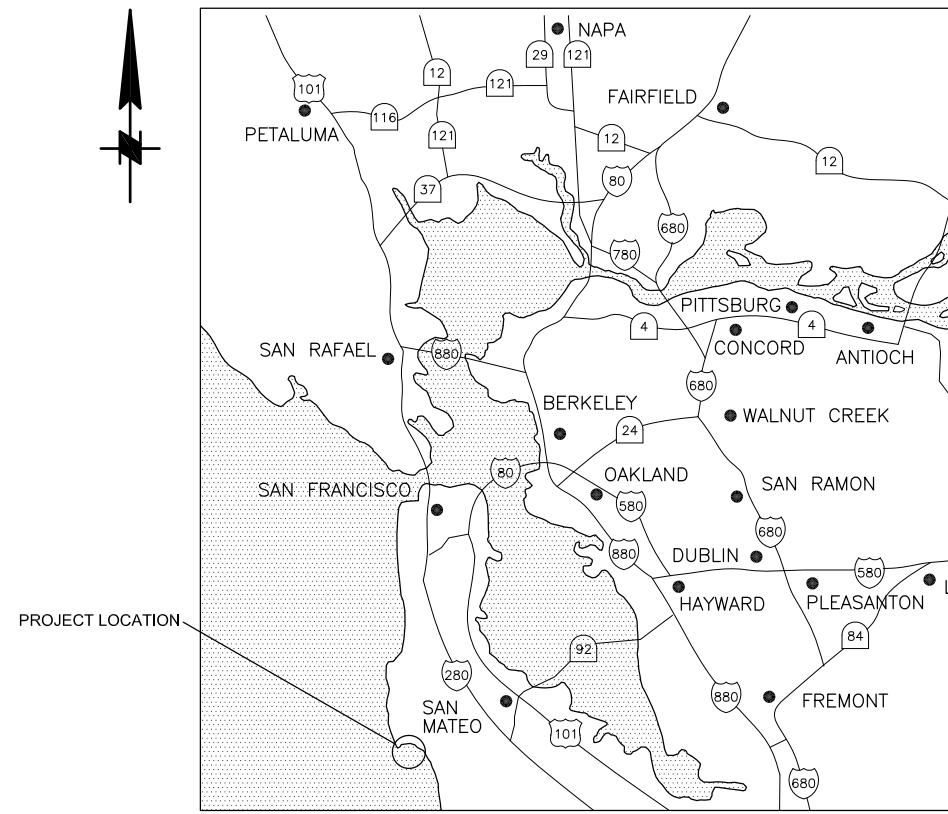 NAPA
29
121
12
101
121
FAIRFIELD
116
PETALUMA
121
12
12
80
37
680
780
PITTSBURG
4
4
CONCORD
ANTIOCH
SAN RAFAEL
880
680
BERKELEY
WALNUT CREEK
24
80
OAKLAND
SAN RAMON
SAN FRANCISCO
580
680
880
DUBLIN
580
L
HAYWARD
PLEASANTON
PROJECT LOCATION
84
92
280
880
FREMONT
SAN
MATEO
101
680